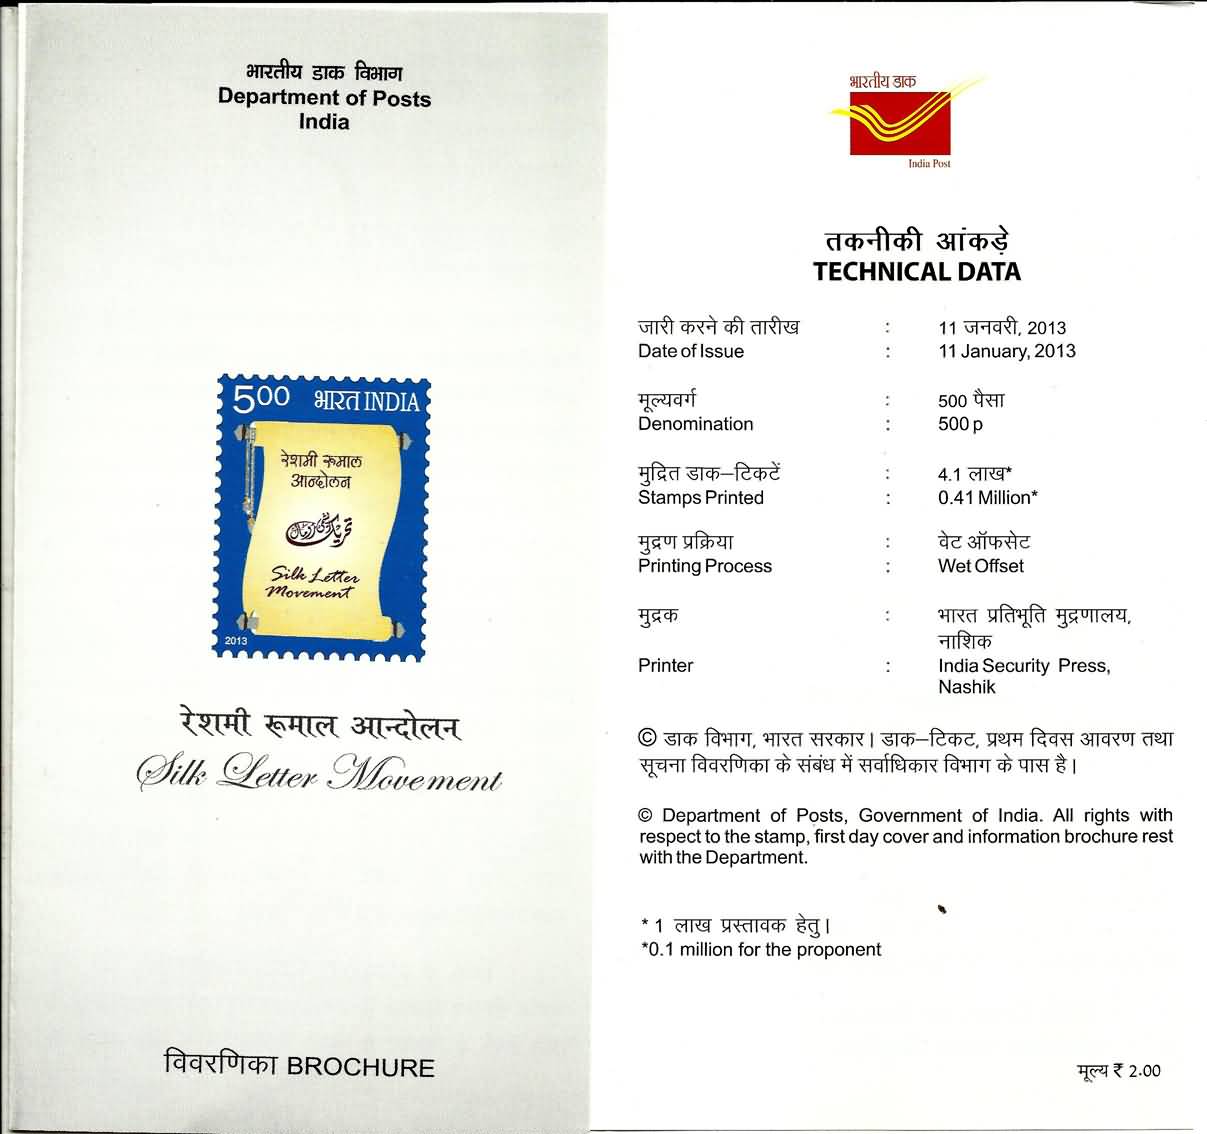 भारतीय डाक विभाग
Department of Posts
India
500 भारत INDIA
रेशमी रूमाल
आन्दोलन
تحریک ریشمی رومال
Silk Letter
Movement
2013
रेशमी रूमाल आन्दोलन
Silk Letter Movement
विवरणिका BROCHURE
भारतीय डाक
India Post
तकनीकी आंकड़े
TECHNICAL DATA
जारी करने की तारीख : 11 जनवरी, 2013
Date of Issue : 11 January, 2013
मूल्यवर्ग : 500 पैसा
Denomination : 500 p
मुद्रित डाक–टिकटें : 4.1 लाख*
Stamps Printed : 0.41 Million*
मुद्रण प्रक्रिया : वेट ऑफसेट
Printing Process : Wet Offset
मुद्रक : भारत प्रतिभूति मुद्रणालय,
नाशिक
Printer : India Security Press,
Nashik
© डाक विभाग, भारत सरकार। डाक–टिकट, प्रथम दिवस आवरण तथा
सूचना विवरणिका के संबंध में सर्वाधिकार विभाग के पास है।
© Department of Posts, Government of India. All rights with
respect to the stamp, first day cover and information brochure rest
with the Department.
* 1 लाख प्रस्तावक हेतु।
*0.1 million for the proponent
मूल्य ₹ 2.00